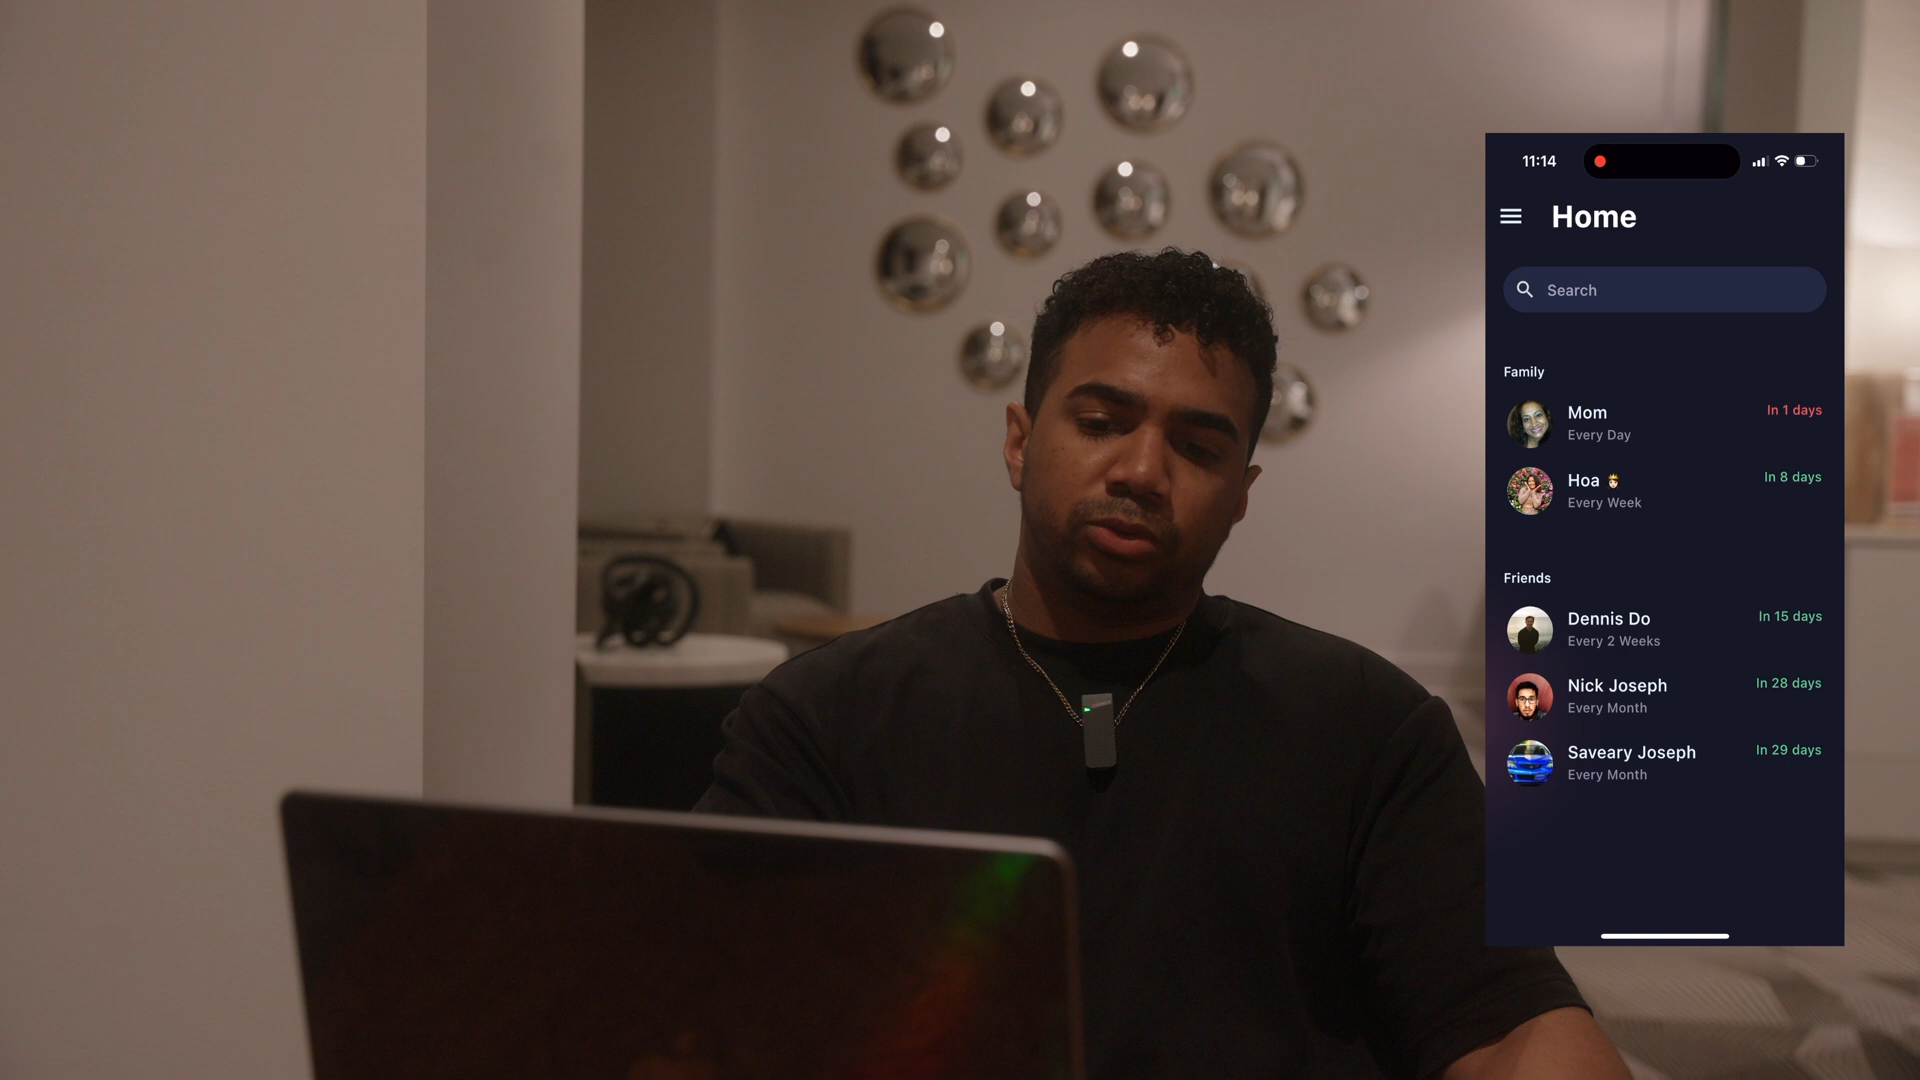 11:14
Home
Search
Family
Mom
In 1 days
Every Day
Hoa 👸🏻
In 8 days
Every Week
Friends
Dennis Do
In 15 days
Every 2 Weeks
Nick Joseph
In 28 days
Every Month
Saveary Joseph
In 29 days
Every Month